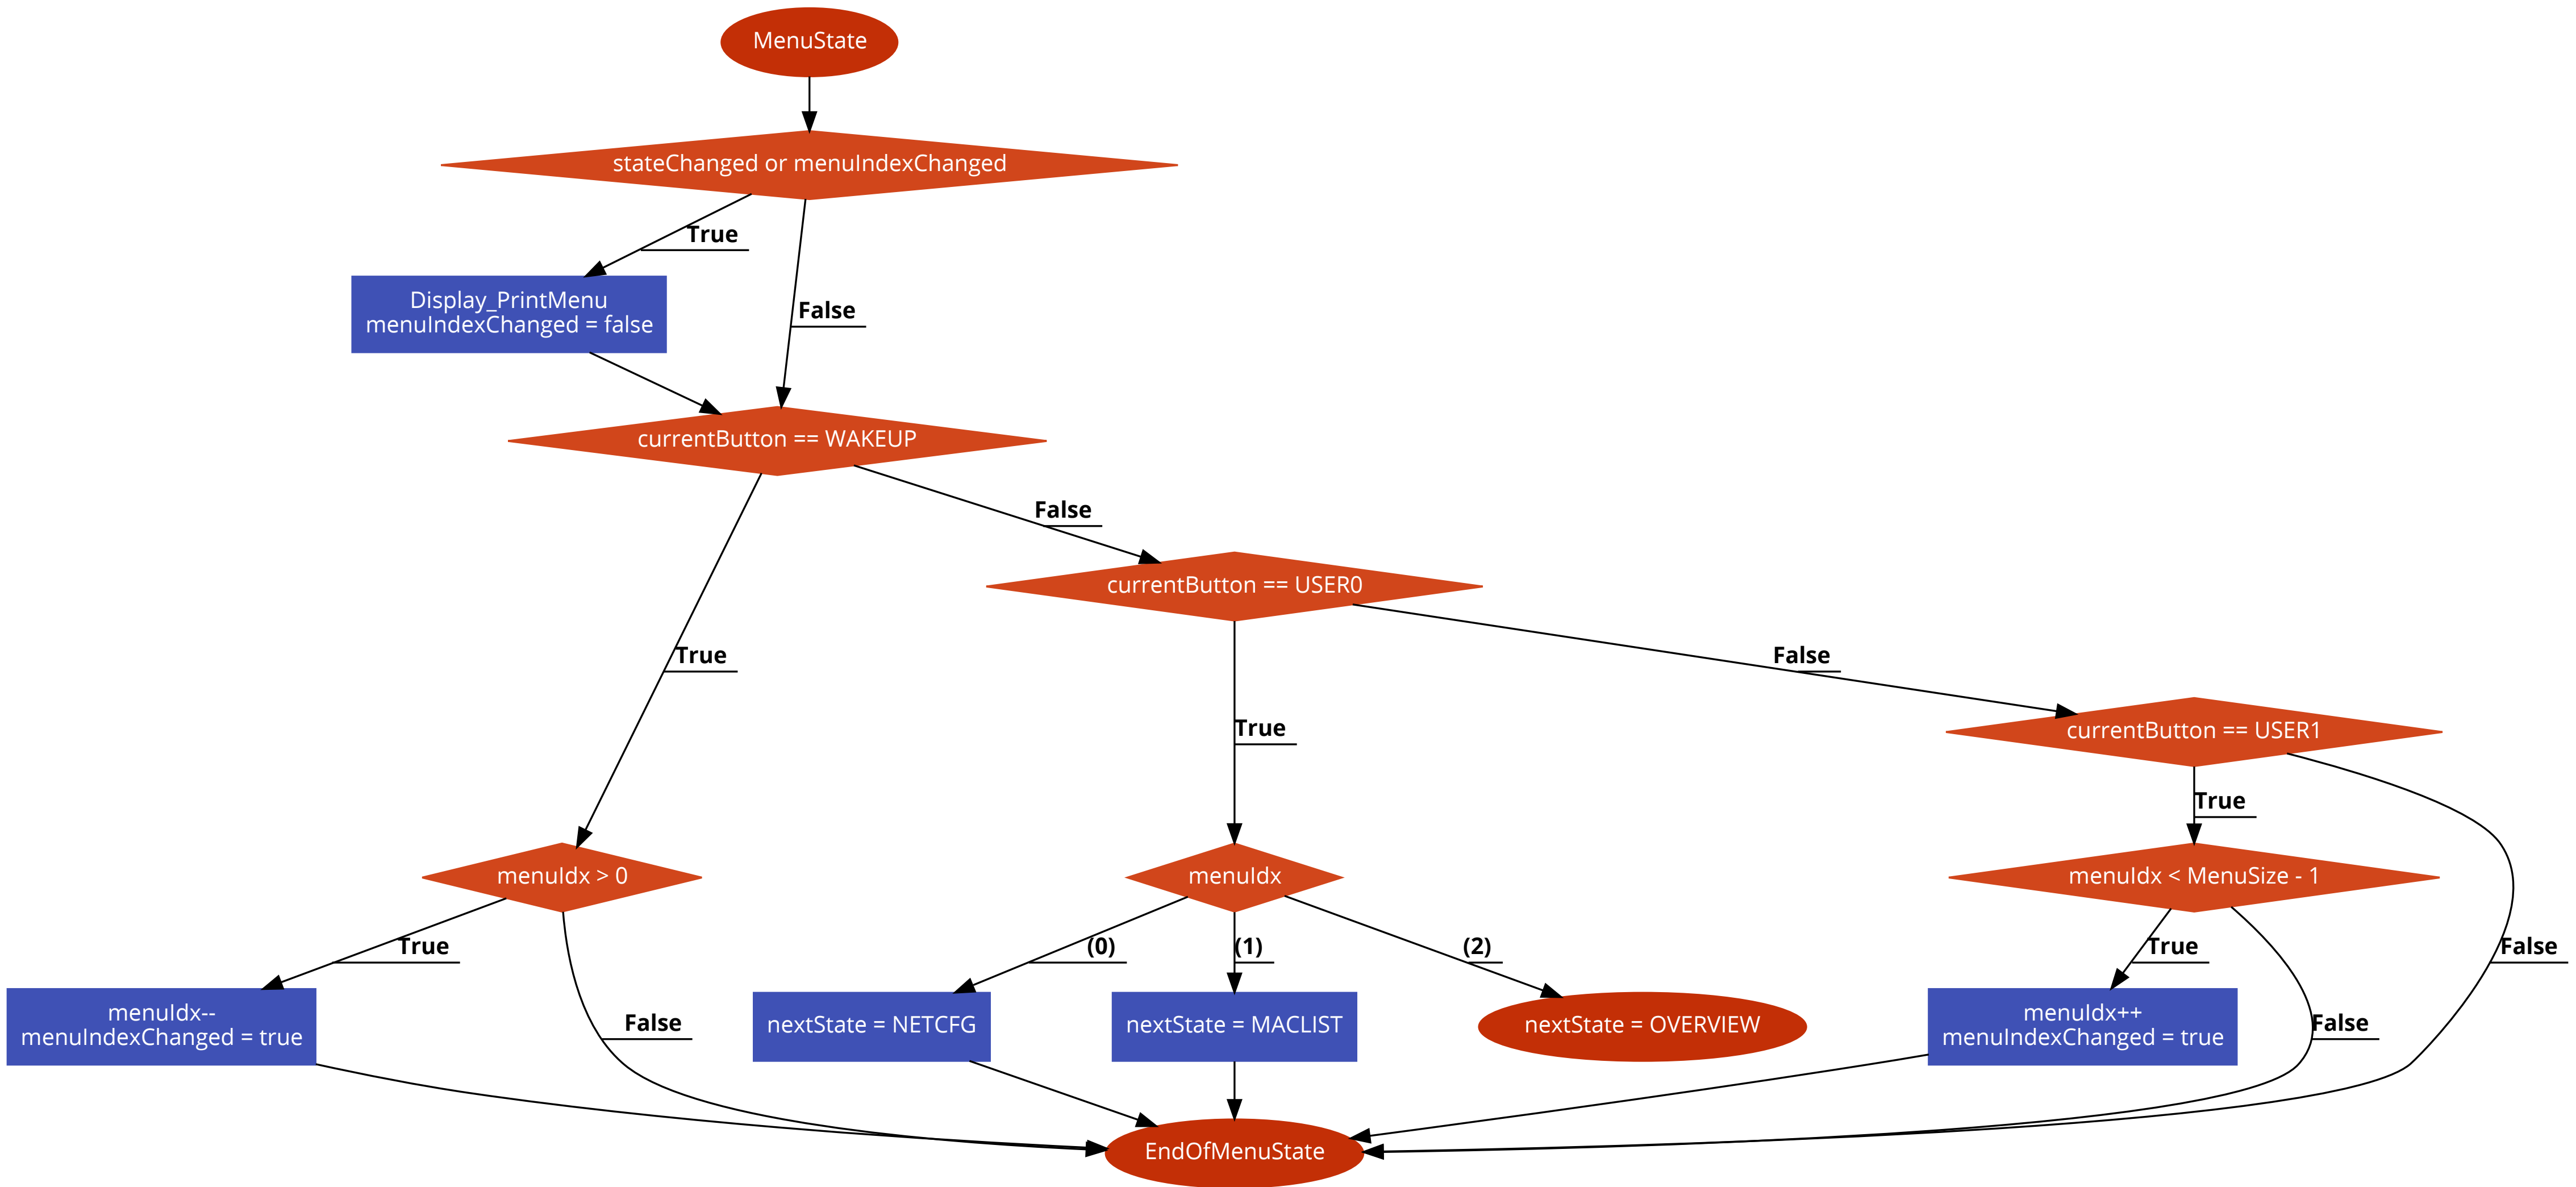 MenuState
stateChanged or menuIndexChanged
True
Display_PrintMenu
menuIndexChanged = false
False
currentButton == WAKEUP
False
currentButton == USER0
True
False
True
currentButton == USER1
True
menuIdx > 0
menuIdx
menuIdx < MenuSize - 1
True
(0)
(1)
(2)
True
False
menuIdx--
menuIndexChanged = true
False
nextState = NETCFG
nextState = MACLIST
nextState = OVERVIEW
menuIdx++
menuIndexChanged = true
False
EndOfMenuState